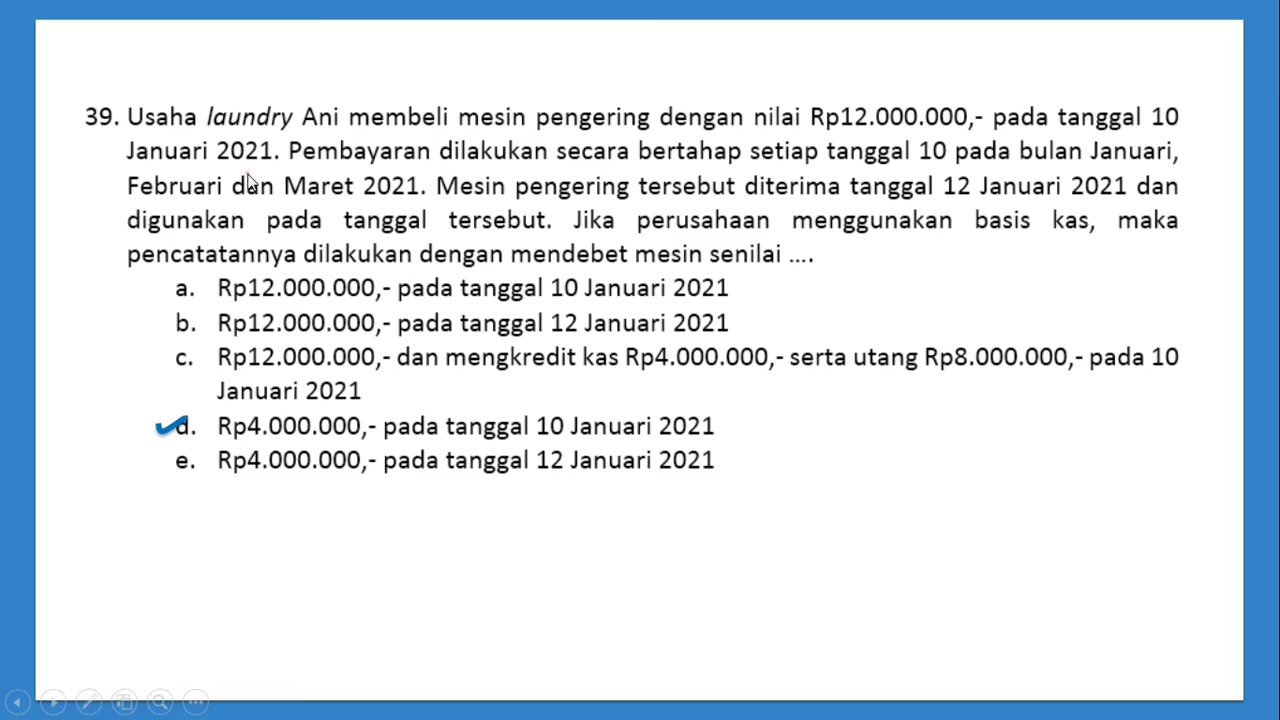 39. Usaha laundry Ani membeli mesin pengering dengan nilai Rp12.000.000,- pada tanggal 10
Januari 2021. Pembayaran dilakukan secara bertahap setiap tanggal 10 pada bulan Januari,
Februari dan Maret 2021. Mesin pengering tersebut diterima tanggal 12 Januari 2021 dan
digunakan pada tanggal tersebut. Jika perusahaan menggunakan basis kas, maka
pencatatannya dilakukan dengan mendebet mesin senilai ....
a. Rp12.000.000,- pada tanggal 10 Januari 2021
b. Rp12.000.000,- pada tanggal 12 Januari 2021
c. Rp12.000.000,- dan mengkredit kas Rp4.000.000,- serta utang Rp8.000.000,- pada 10
Januari 2021
d. Rp4.000.000,- pada tanggal 10 Januari 2021
e. Rp4.000.000,- pada tanggal 12 Januari 2021